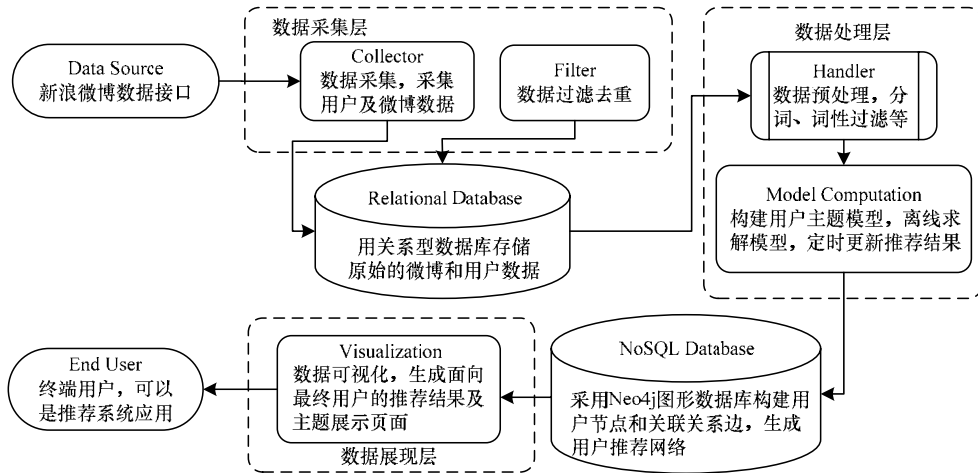 数据采集层
Data Source
新浪微博数据接口
Collector
数据采集，采集
用户及微博数据
Filter
数据过滤去重
数据处理层
Handler
数据预处理，分
词、词性过滤等
Relational Database
用关系型数据库存储
原始的微博和用户数据
Model Computation
构建用户主题模型，离线求
解模型，定时更新推荐结果
NoSQL Database
采用Neo4j图形数据库构建用
户节点和关联关系边，生成
用户推荐网络
Visualization
数据可视化，生成面向
最终用户的推荐结果及
主题展示页面
数据展现层
End User
终端用户，可以
是推荐系统应用